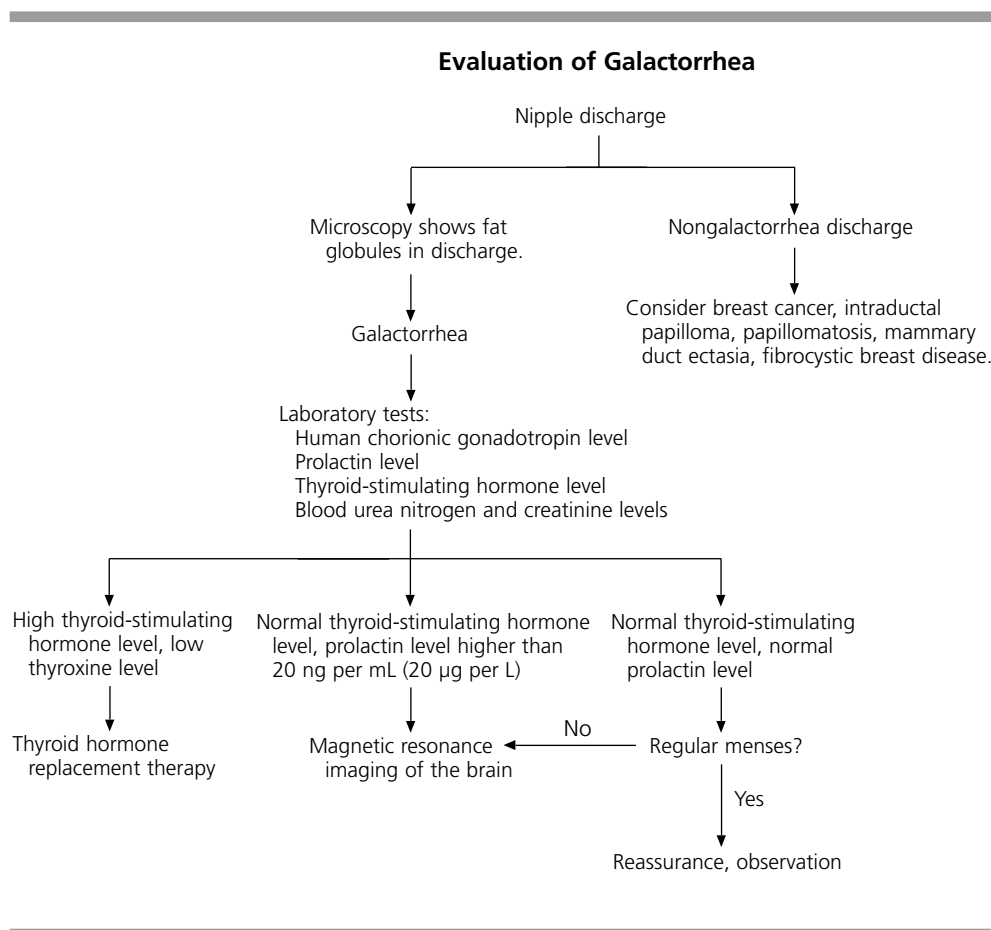 Evaluation of Galactorrhea
Nipple discharge
Microscopy shows fat
globules in discharge.
Nongalactorrhea discharge
Consider breast cancer, intraductal
papilloma, papillomatosis, mammary
duct ectasia, fibrocystic breast disease.
Galactorrhea
Laboratory tests:
Human chorionic gonadotropin level
Prolactin level
Thyroid-stimulating hormone level
Blood urea nitrogen and creatinine levels
High thyroid-stimulating
hormone level, low
thyroxine level
Normal thyroid-stimulating hormone
level, prolactin level higher than
20 ng per mL (20 µg per L)
Normal thyroid-stimulating
hormone level, normal
prolactin level
Thyroid hormone
replacement therapy
Magnetic resonance
imaging of the brain
No
Regular menses?
Yes
Reassurance, observation